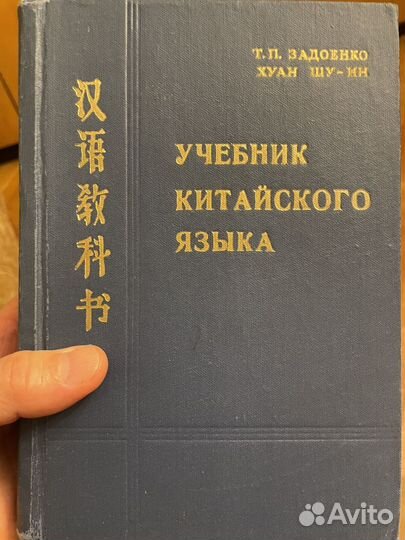 Т. П. ЗАДОЕНКО
ХУАН ШУ-ИН
УЧЕБНИК
КИТАЙСКОГО
ЯЗЫКА
汉语教科书
Avito